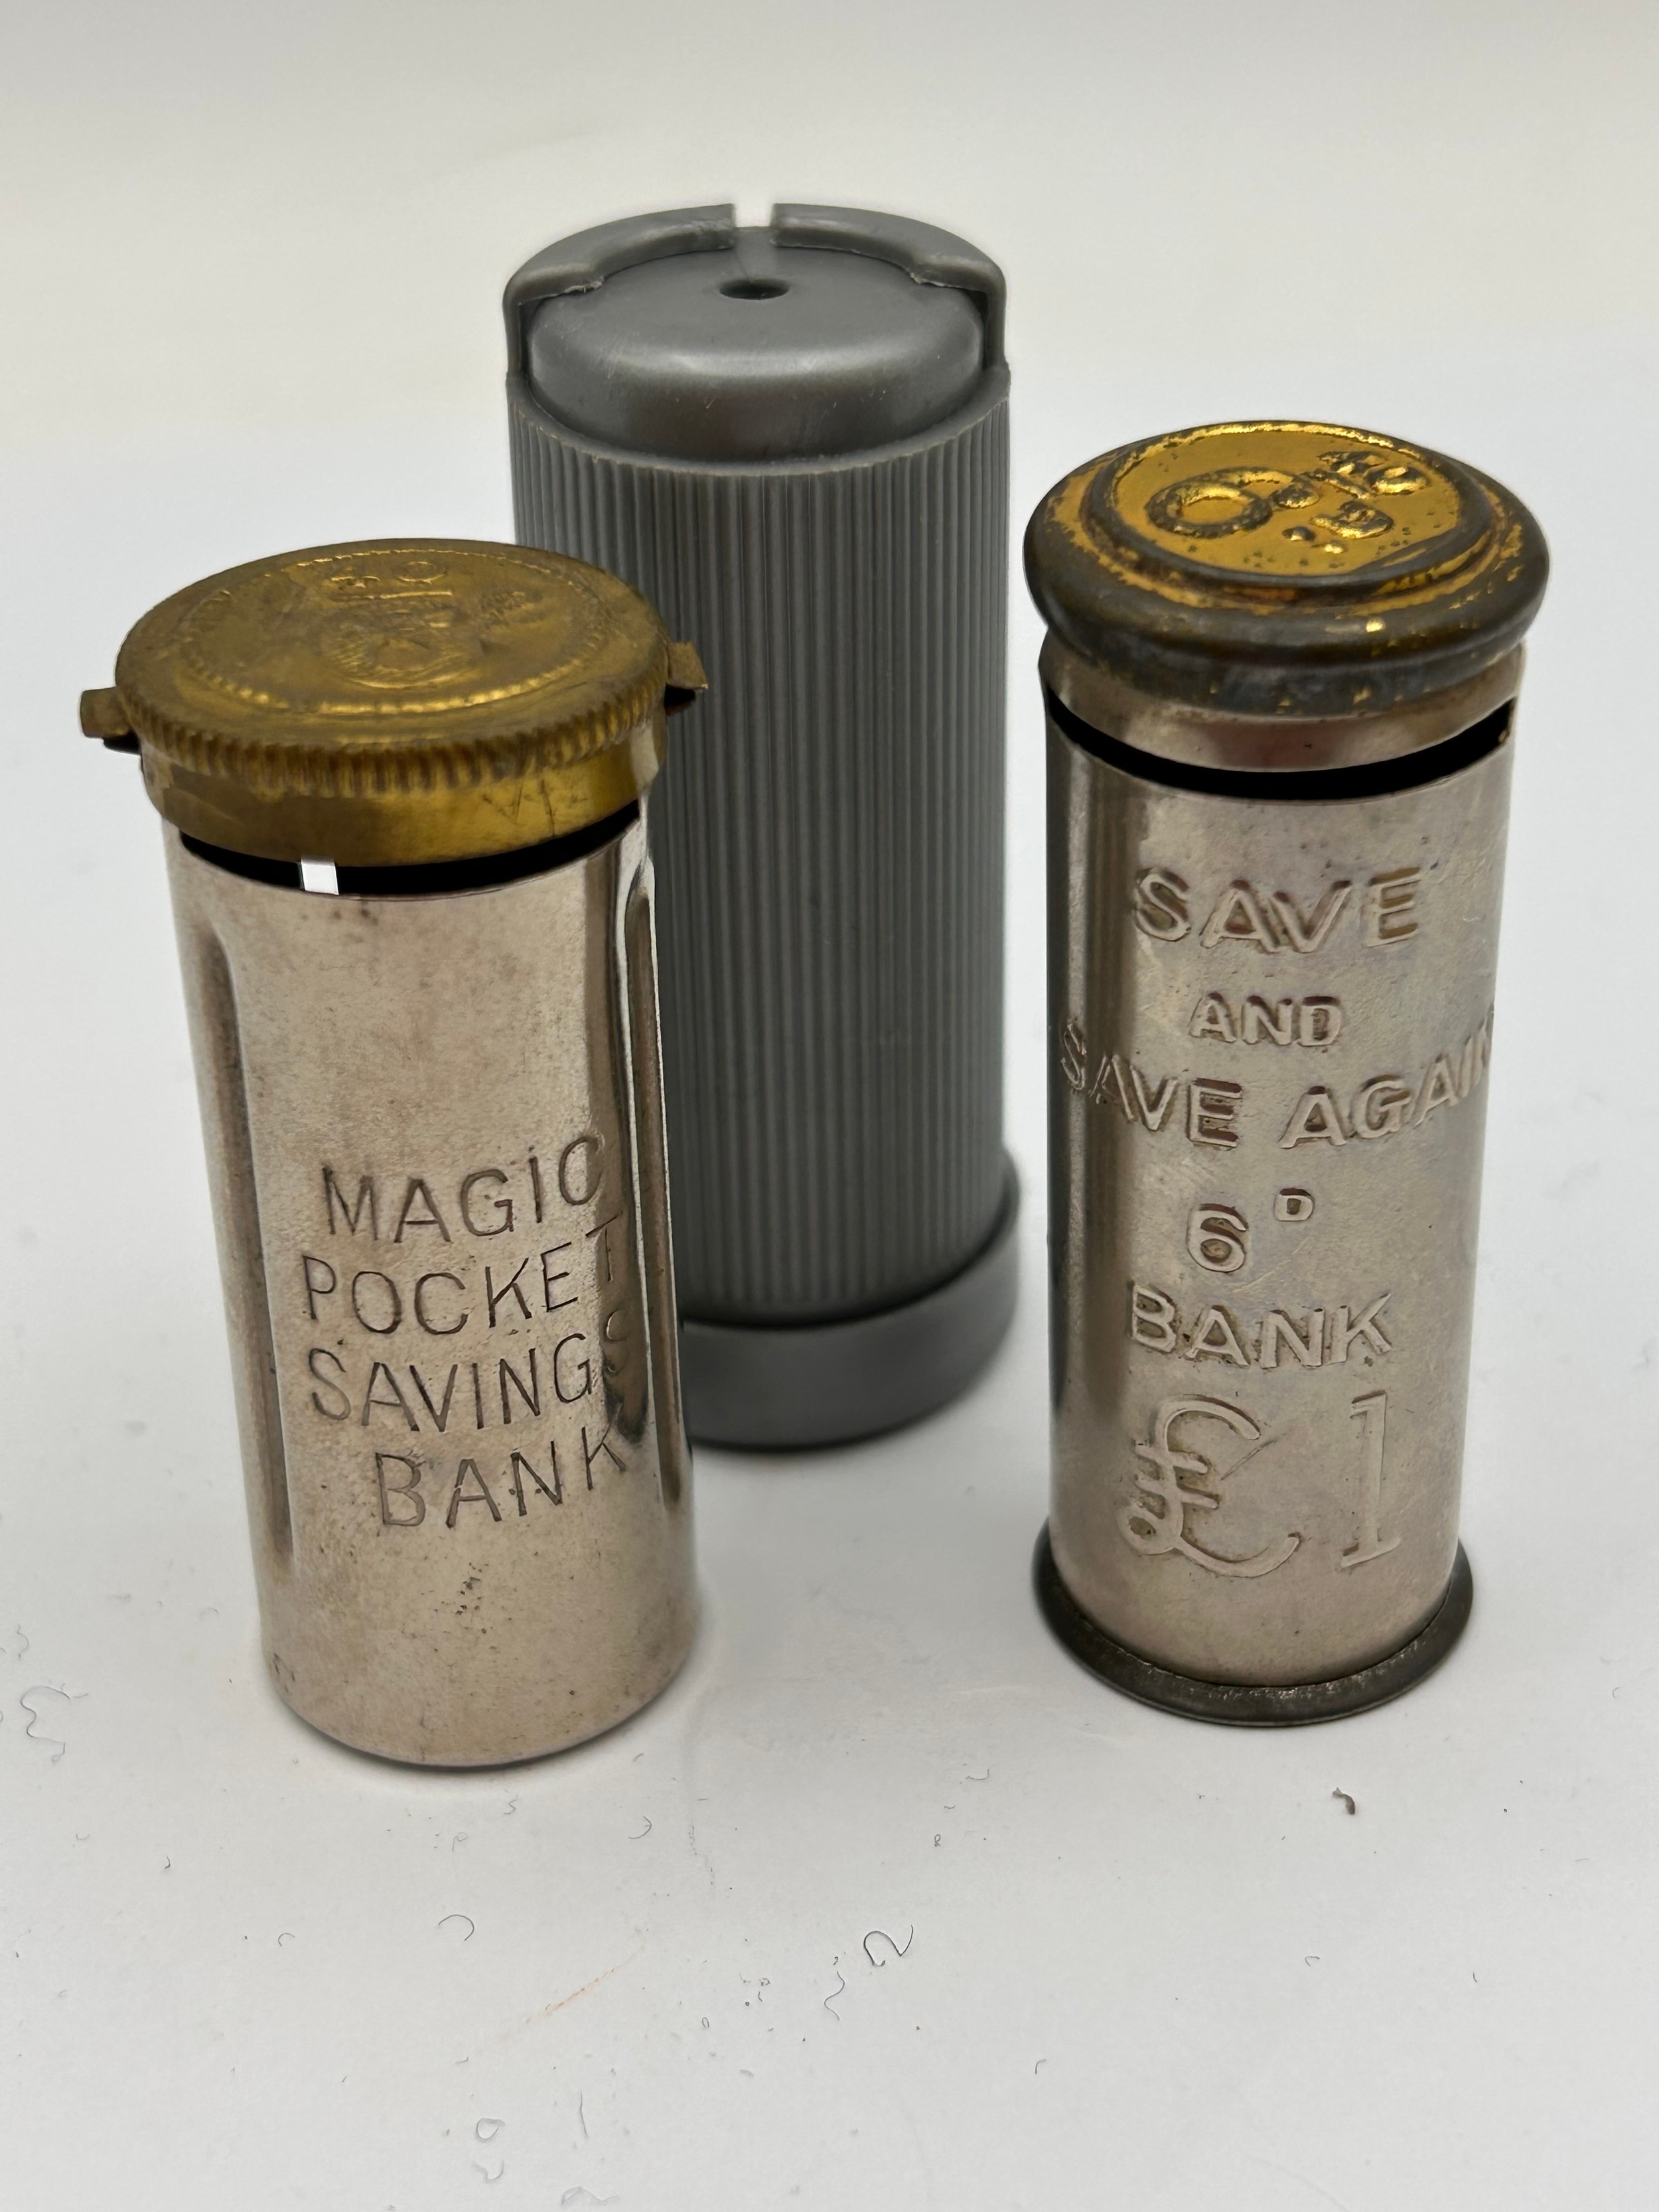 MAGIC
POCKET
SAVINGS
BANK
SAVE
AND
SAVE AGAIN
6D
BANK
£1